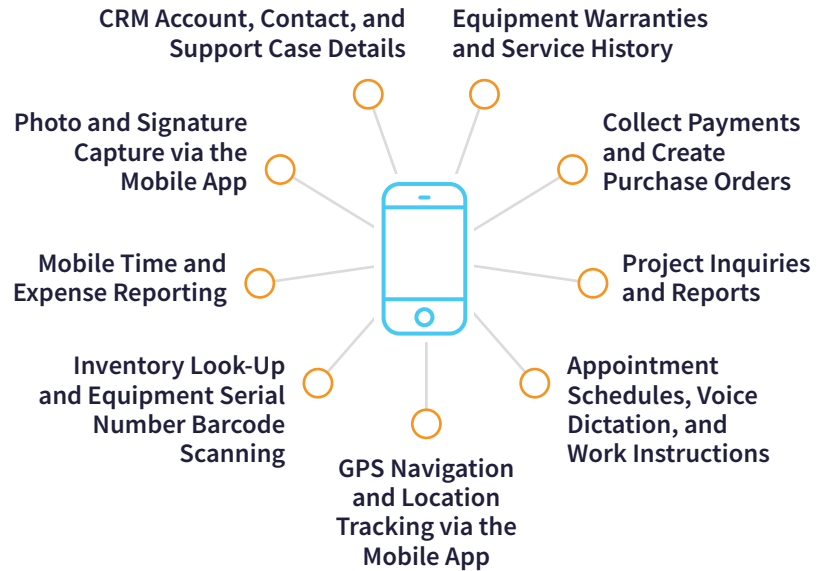 CRM Account, Contact, and
Support Case Details
Equipment Warranties
and Service History
Photo and Signature
Capture via the
Mobile App
Collect Payments
and Create
Purchase Orders
Mobile Time and
Expense Reporting
Project Inquiries
and Reports
Inventory Look-Up
and Equipment Serial
Number Barcode
Scanning
Appointment
Schedules, Voice
Dictation, and
Work Instructions
GPS Navigation
and Location
Tracking via the
Mobile App